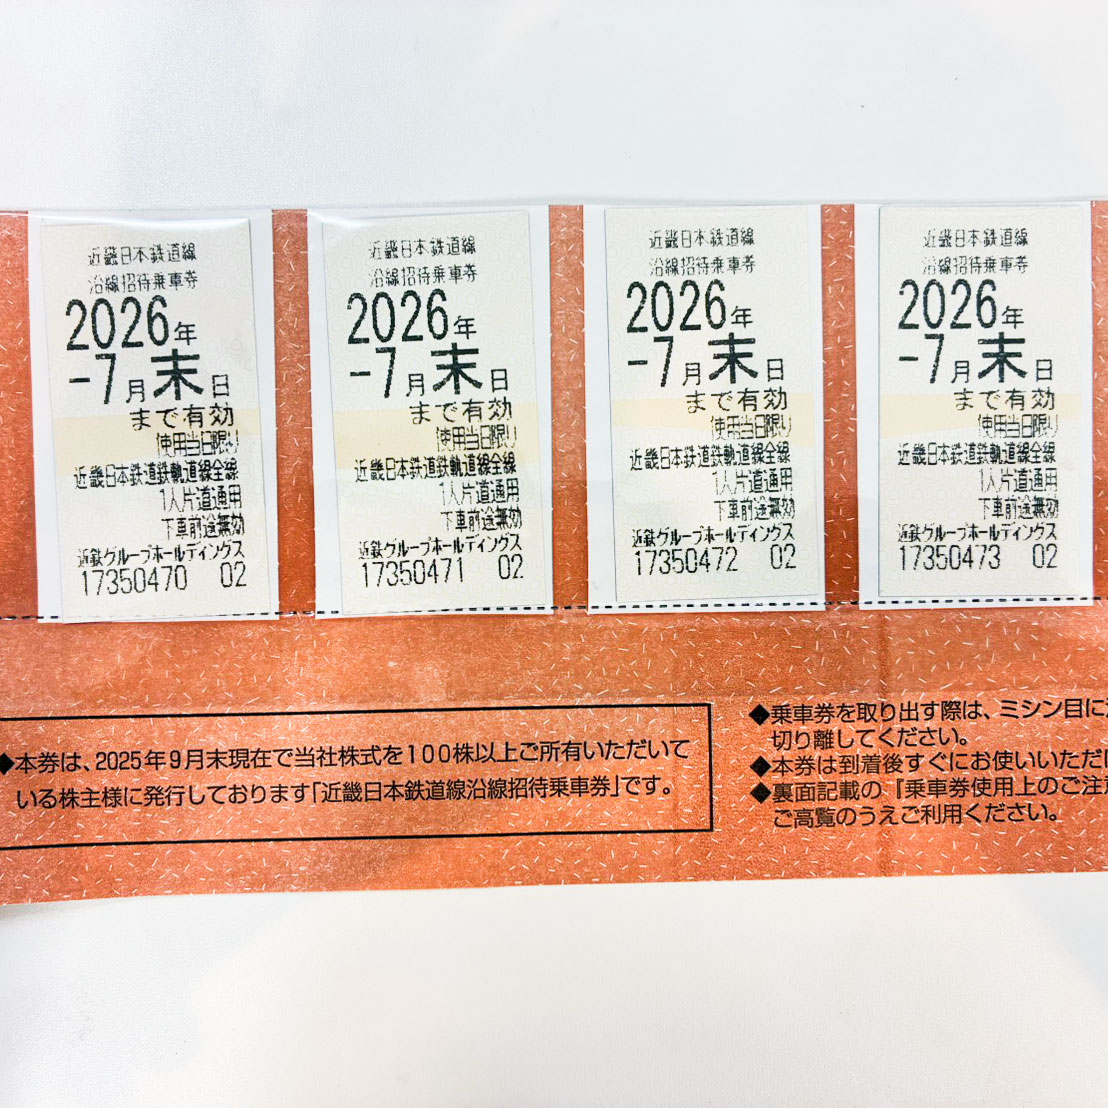 近畿日本鉄道線
沿線招待乗車券
2026年
-7月末日
まで有効
使用当日限り
近畿日本鉄道鉄軌道線全線
1人片道通用
下車前途無効
近鉄グループホールディングス
17350470 02
近畿日本鉄道線
沿線招待乗車券
2026年
-7月末日
まで有効
使用当日限り
近畿日本鉄道鉄軌道線全線
1人片道通用
下車前途無効
近鉄グループホールディングス
17350471 02
近畿日本鉄道線
沿線招待乗車券
2026年
-7月末日
まで有効
使用当日限り
近畿日本鉄道鉄軌道線全線
1人片道通用
下車前途無効
近鉄グループホールディングス
17350472 02
近畿日本鉄道線
沿線招待乗車券
2026年
-7月末日
まで有効
使用当日限り
近畿日本鉄道鉄軌道線全線
1人片道通用
下車前途無効
近鉄グループホールディングス
17350473 02
◆本券は、2025年9月末現在で当社株式を100株以上ご所有いただいて
いる株主様に発行しております「近畿日本鉄道線沿線招待乗車券」です。
◆乗車券を取り出す際は、ミシン目に
切り離してください。
◆本券は到着後すぐにお使いいただけ
◆裏面記載の『乗車券使用上のご注意
ご高覧のうえご利用ください。